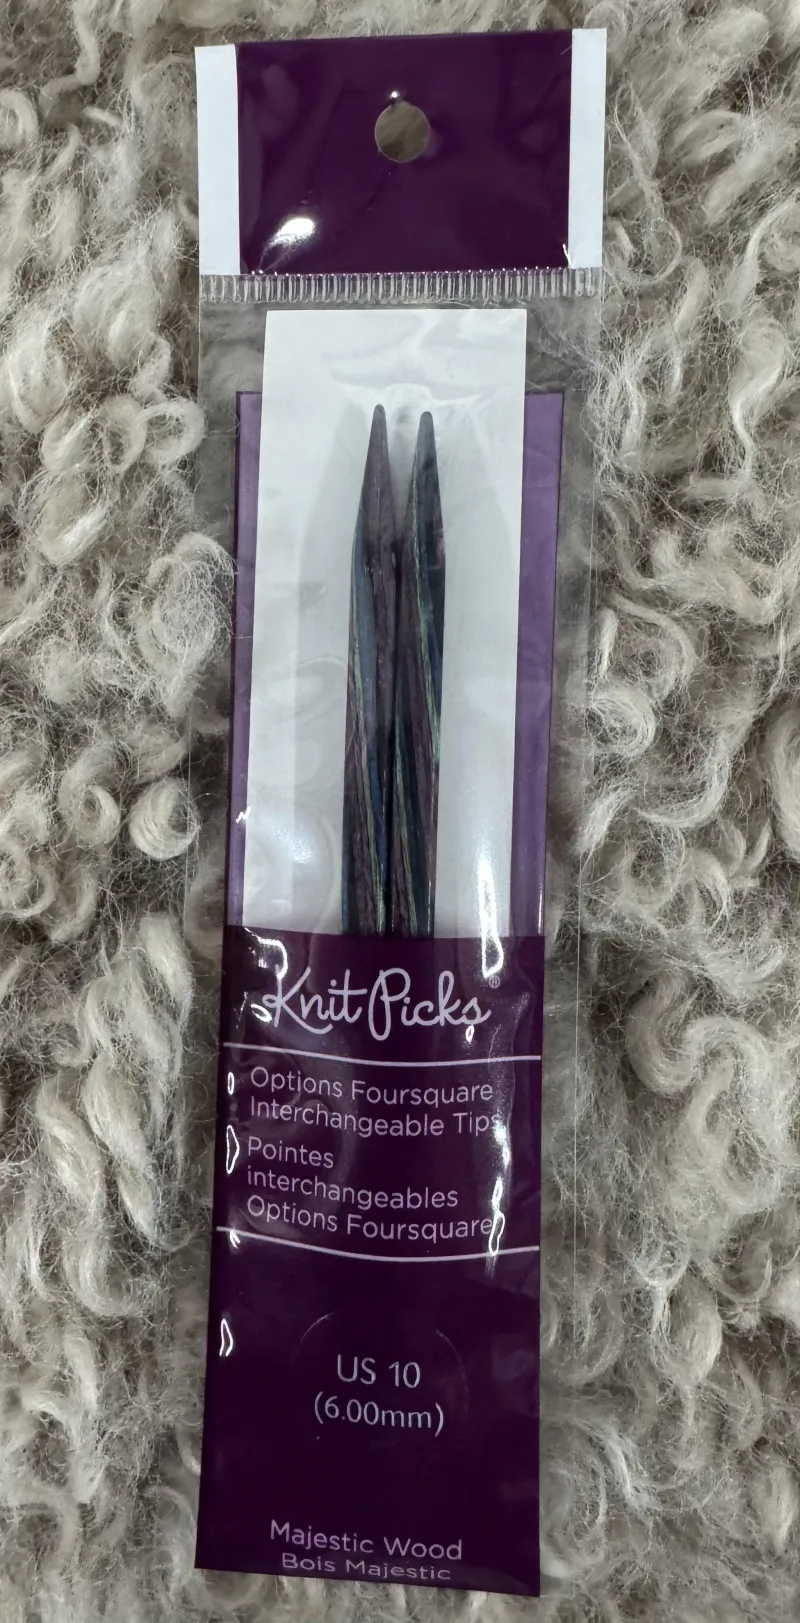 KnitPicks®
Options Foursquare
Interchangeable Tips
Pointes
interchangeables
Options Foursquare
US 10
(6.00mm)
Majestic Wood
Bois Majestic